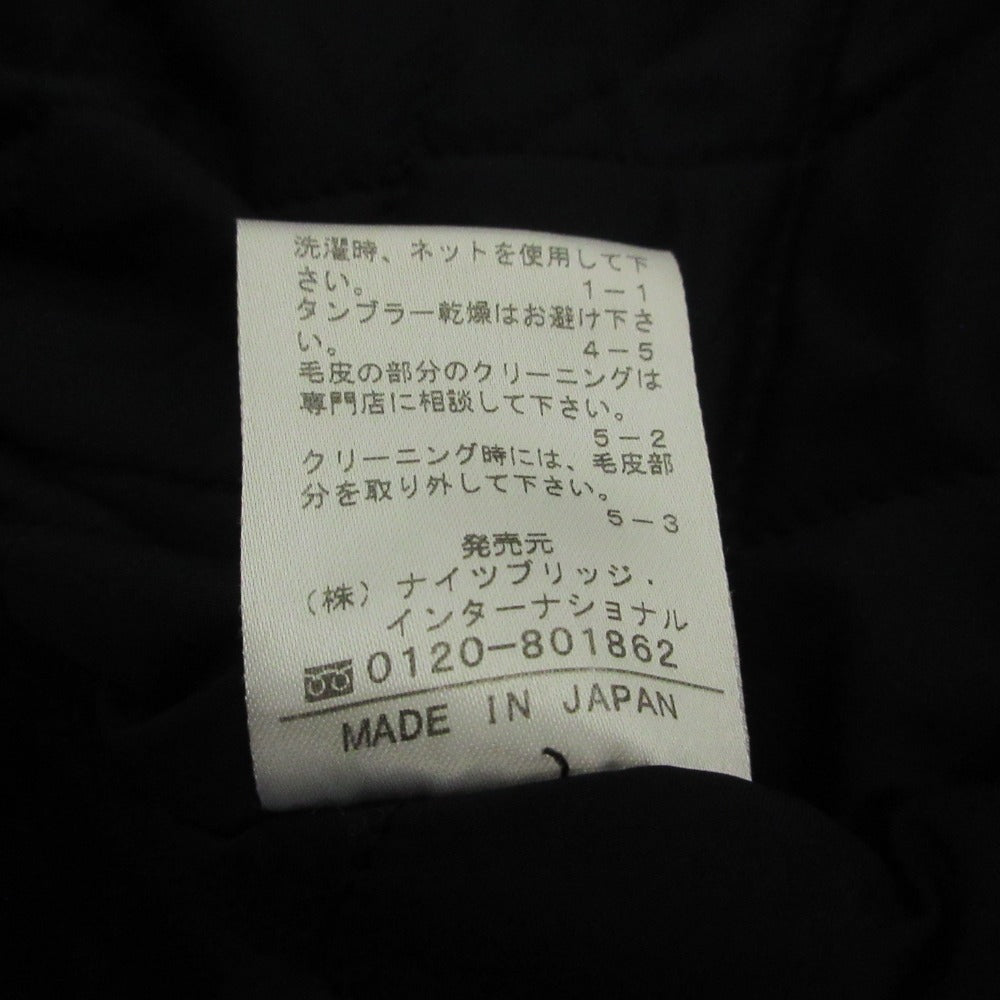 洗濯時、ネットを使用して下
さい。 1-1
タンブラー乾燥はお避け下さ
い。 4-5
毛皮の部分のクリーニングは
専門店に相談して下さい。
5-2
クリーニング時には、毛皮部
分を取り外して下さい。
5-3
発売元
(株) ナイツブリッジ・
インターナショナル
0120-801862
MADE IN JAPAN